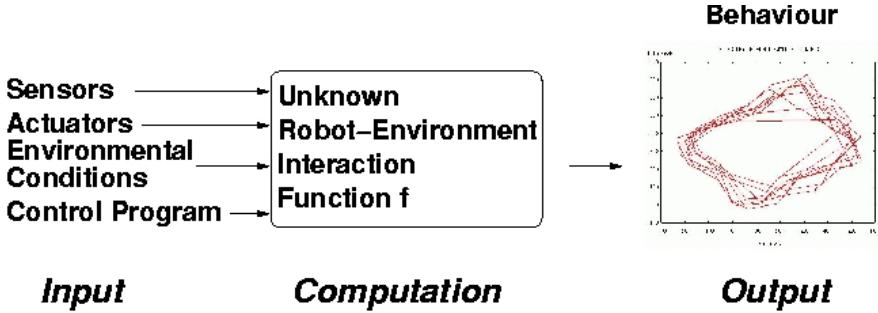 Behaviour
Sensors
Actuators
Environmental
Conditions
Control Program
Unknown
Robot-Environment
Interaction
Function f
Input
Computation
Output